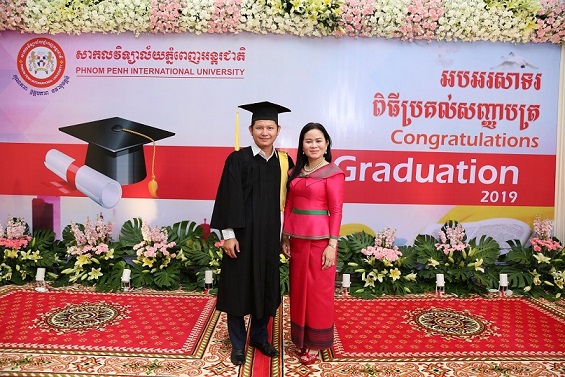 សាកលវិទ្យាល័យភ្នំពេញអន្តរជាតិ
PHNOM PENH INTERNATIONAL UNIVERSITY
អបអរសាទរ
ពិធីប្រគល់សញ្ញាបត្រ
Congratulations
Graduation
2019